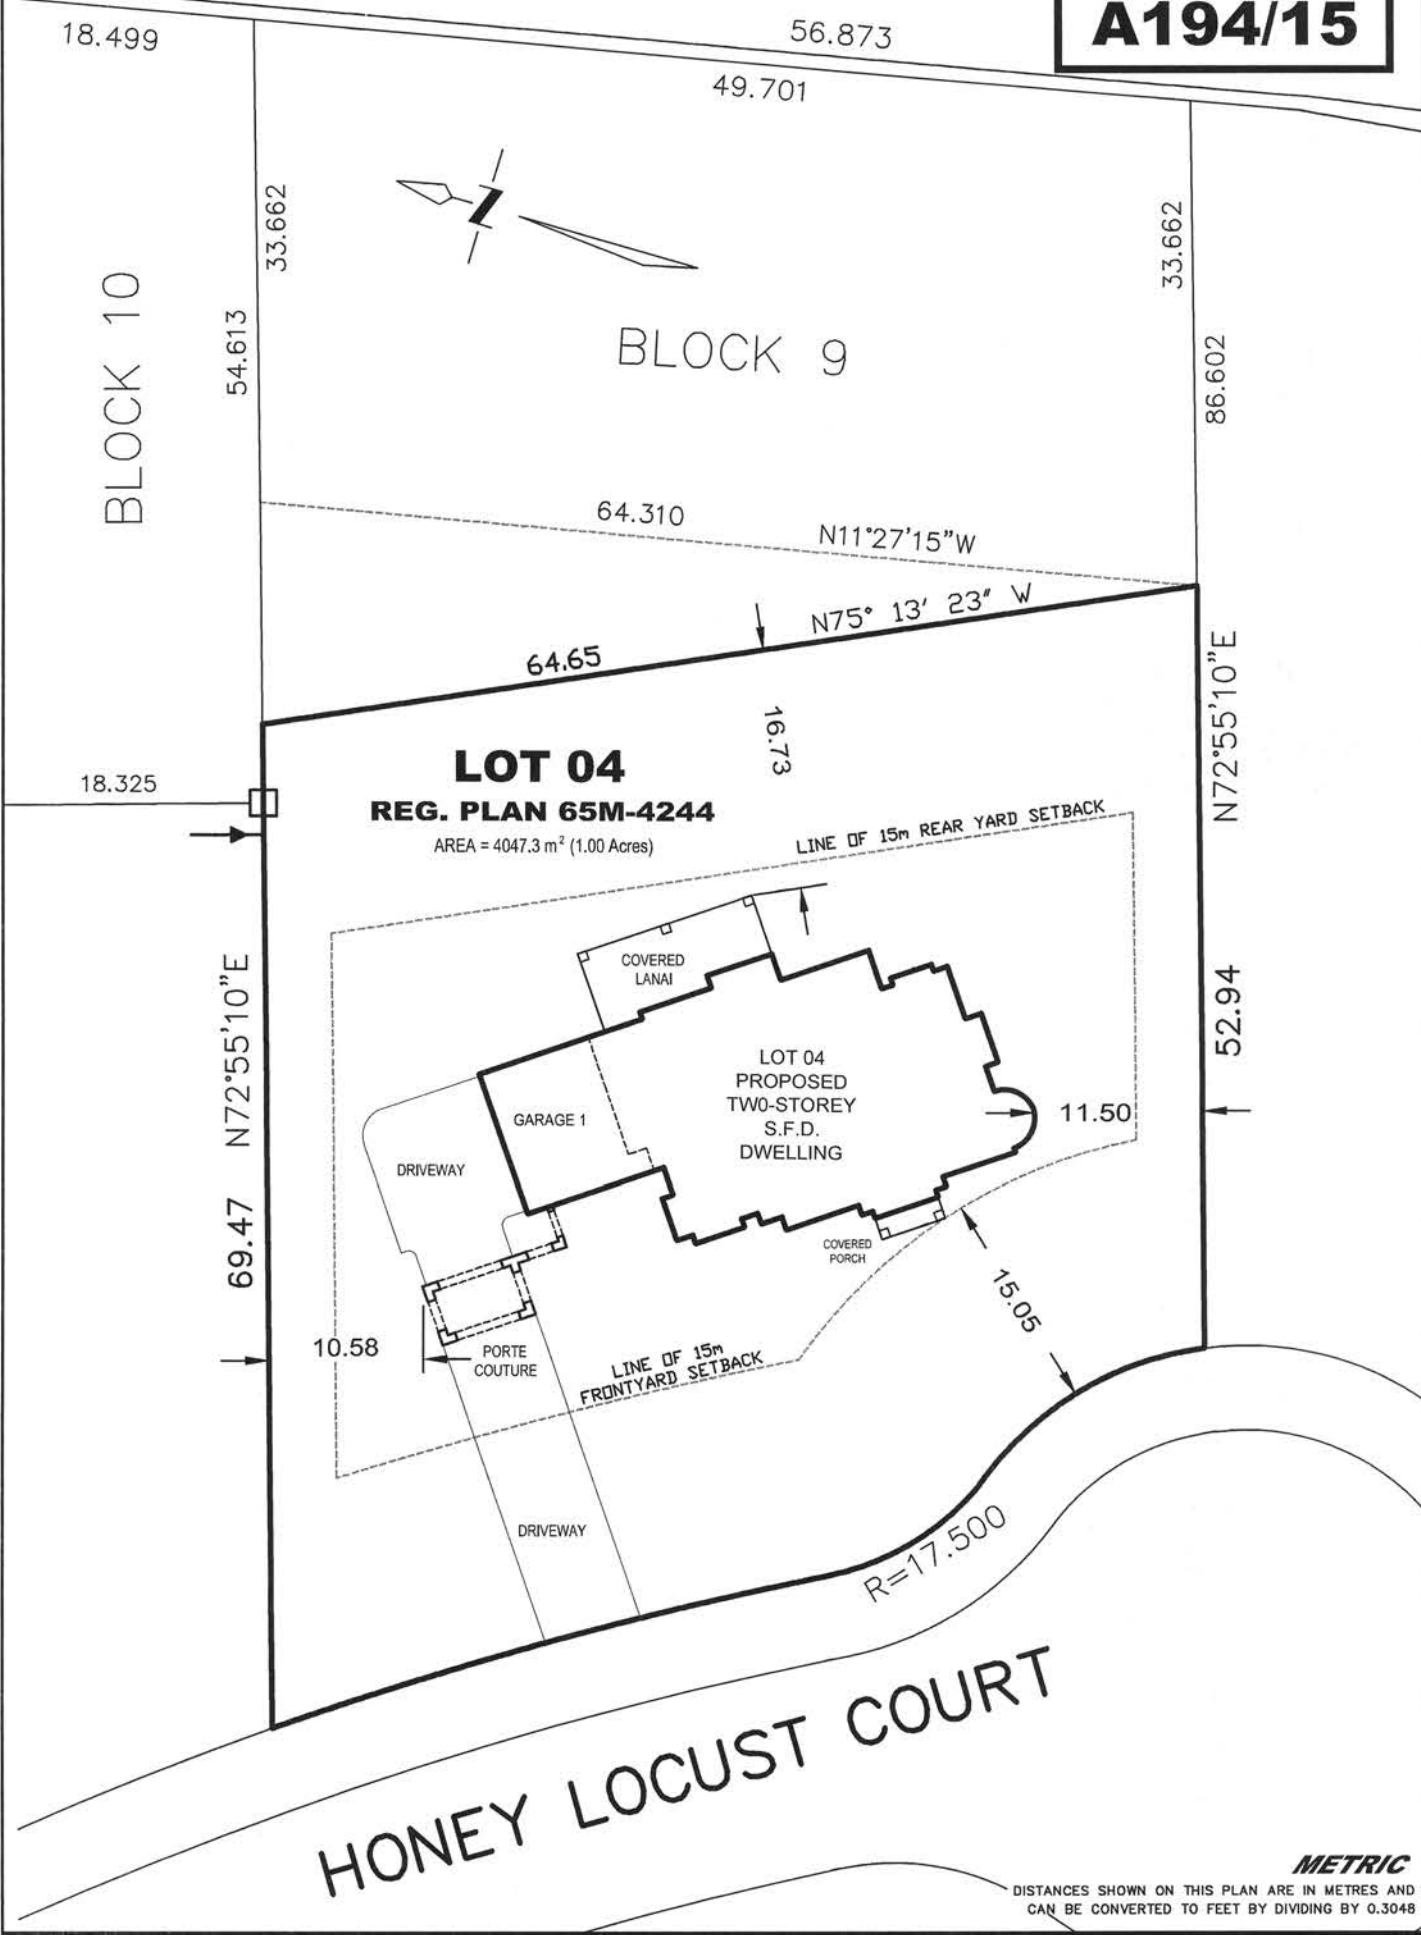 A194/15
18.499
56.873
49.701
33.662
33.662
BLOCK 10
54.613
BLOCK 9
86.602
64.310
N11°27'15"W
N75° 13' 23" W
64.65
N72°55'10"E
16.73
LOT 04
REG. PLAN 65M-4244
AREA = 4047.3 m² (1.00 Acres)
18.325
LINE OF 15m REAR YARD SETBACK
COVERED
LANAI
N72°55'10"E
52.94
LOT 04
PROPOSED
TW0-STOREY
S.F.D.
DWELLING
GARAGE 1
11.50
DRIVEWAY
69.47
COVERED
PORCH
15.05
10.58
PORTE
COUTURE
LINE OF 15m
FRONTYARD SETBACK
DRIVEWAY
R=17.500
HONEY LOCUST COURT
METRIC
DISTANCES SHOWN ON THIS PLAN ARE IN METRES AND
CAN BE CONVERTED TO FEET BY DIVIDING BY 0.3048
N